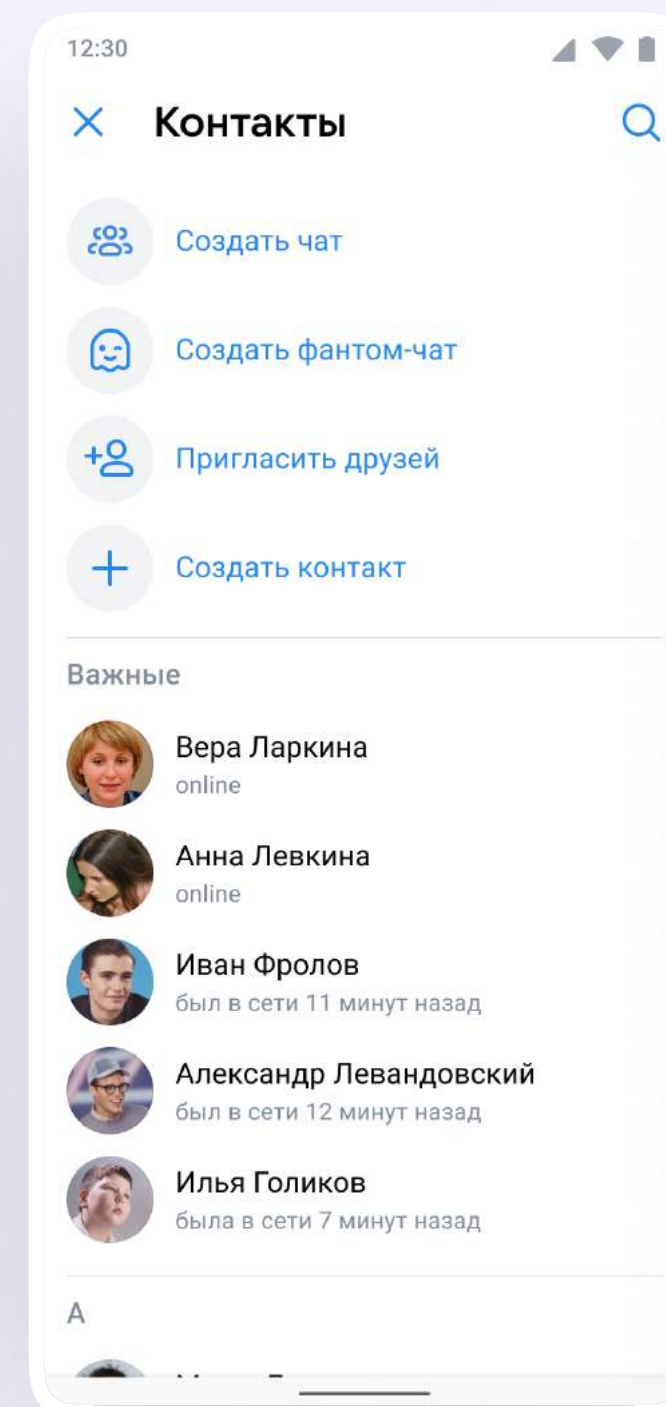 12:30
Контакты
Создать чат
Создать фантом-чат
Пригласить друзей
Создать контакт
Важные
Вера Ларкина
online
Анна Левкина
online
Иван Фролов
был в сети 11 минут назад
Александр Левандовский
был в сети 12 минут назад
Илья Голиков
была в сети 7 минут назад
А